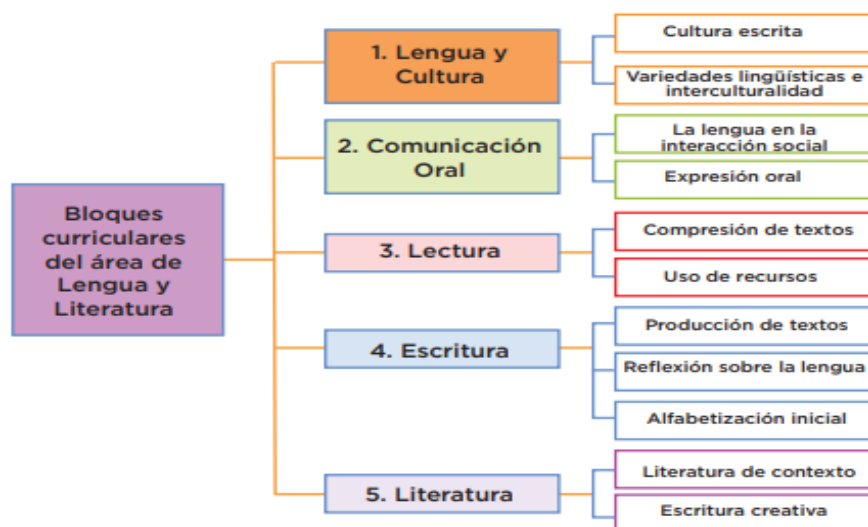 Bloques
curriculares
del área de
Lengua y
Literatura
1. Lengua y
Cultura
Cultura escrita
Variedades lingüísticas e
interculturalidad
2. Comunicación
Oral
La lengua en la
interacción social
Expresión oral
3. Lectura
Compresión de textos
Uso de recursos
4. Escritura
Producción de textos
Reflexión sobre la lengua
Alfabetización inicial
5. Literatura
Literatura de contexto
Escritura creativa